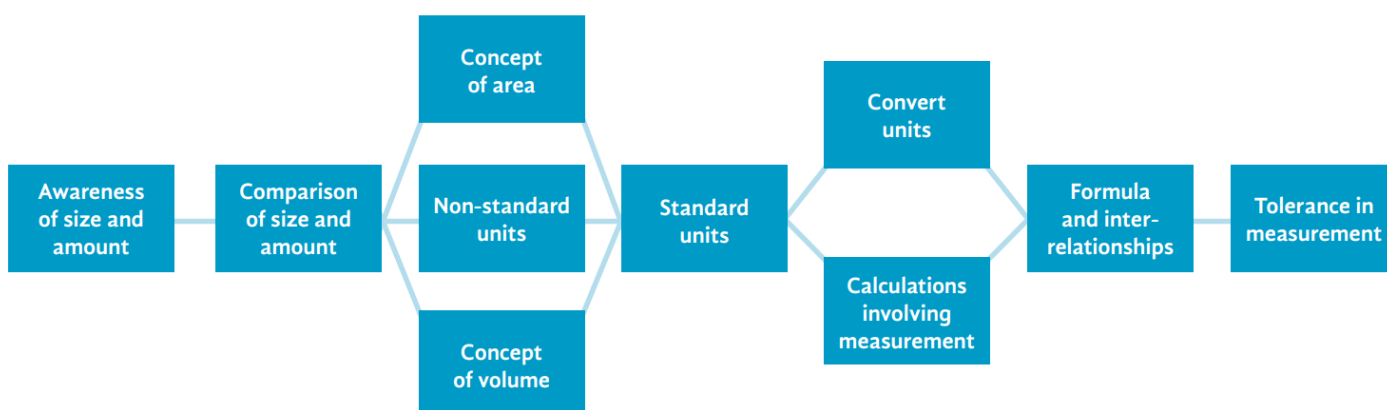 Awareness
of size and
amount
Comparison
of size and
amount
Concept
of area
Non-standard
units
Concept
of volume
Standard
units
Convert
units
Calculations
involving
measurement
Formula
and inter-
relationships
Tolerance in
measurement